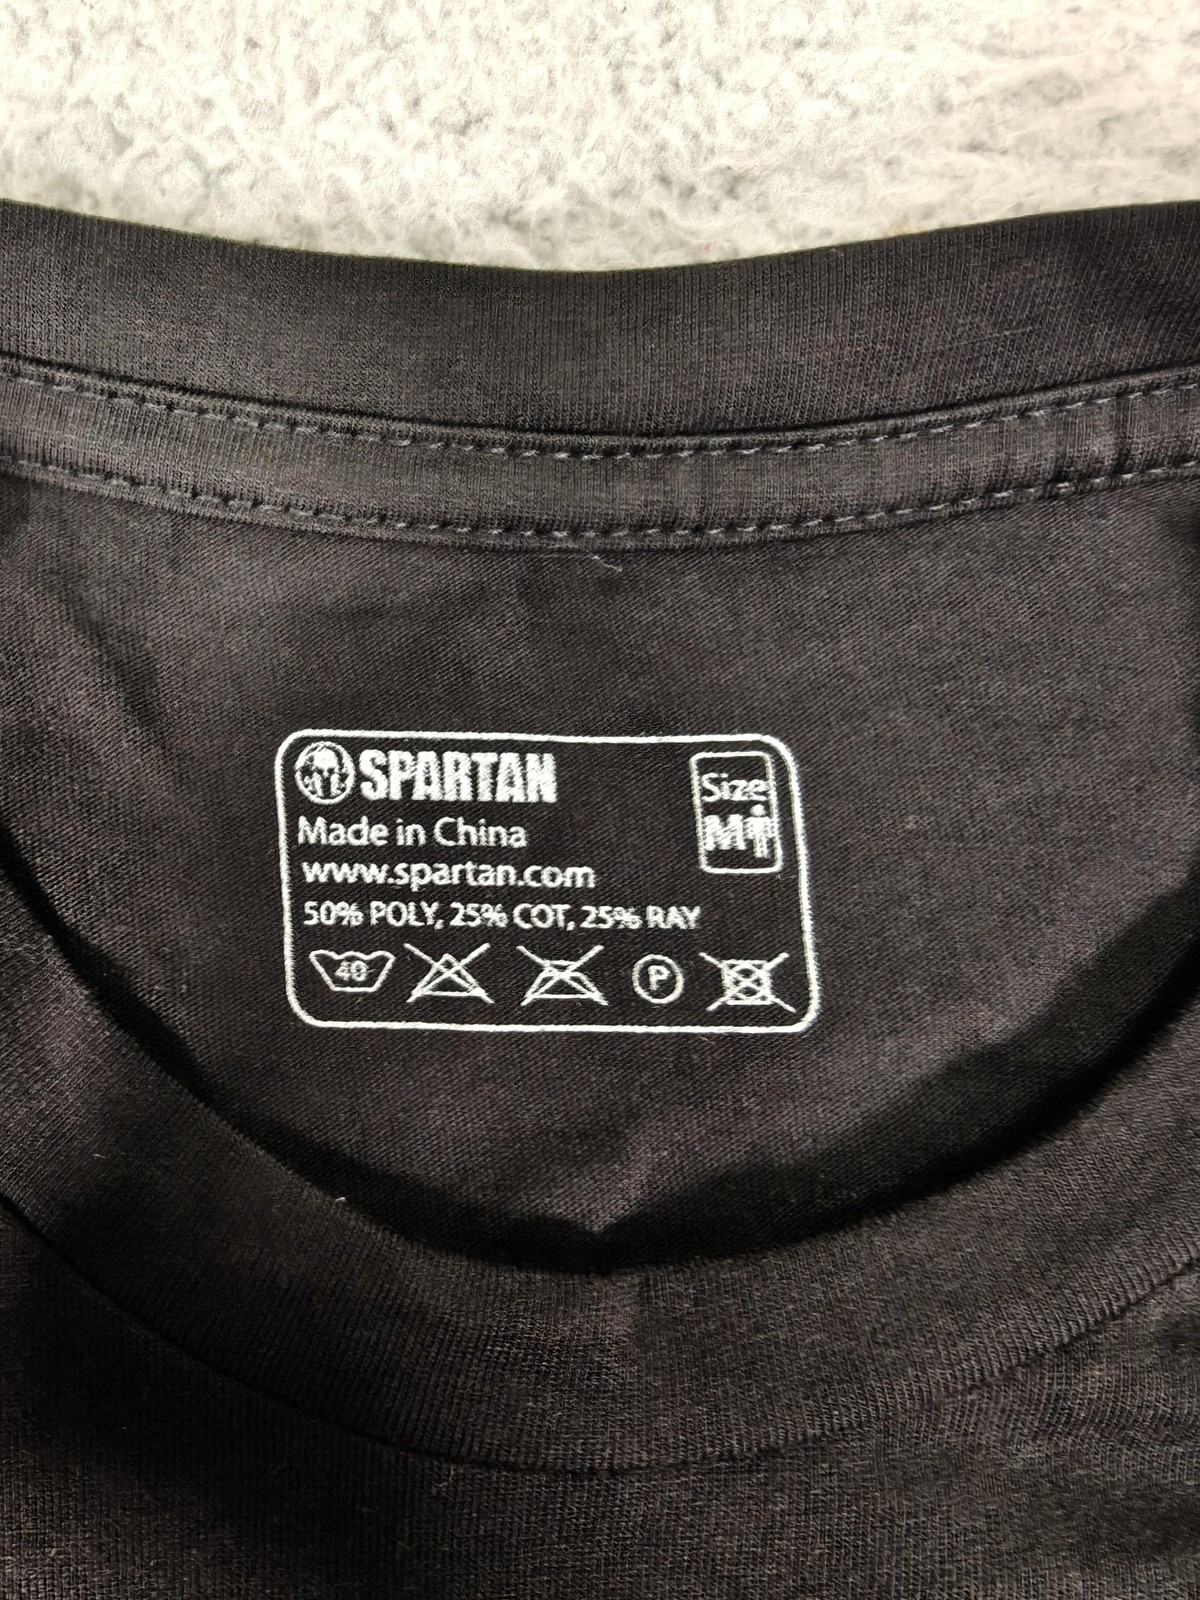 SPARTAN
Size
M
Made in China
www.spartan.com
50% POLY, 25% COT, 25% RAY
40
P